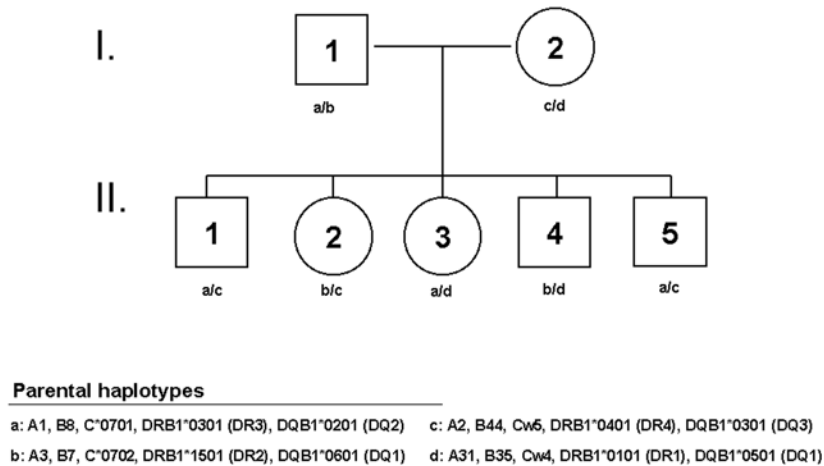 I.
1
2
a/b
c/d
II.
1
2
3
4
5
a/c
b/c
a/d
b/d
a/c
Parental haplotypes
a: A1, B8, C*0701, DRB1*0301 (DR3), DQB1*0201 (DQ2)
c: A2, B44, Cw5, DRB1*0401 (DR4), DQB1*0301 (DQ3)
b: A3, B7, C*0702, DRB1*1501 (DR2), DQB1*0601 (DQ1)
d: A31, B35, Cw4, DRB1*0101 (DR1), DQB1*0501 (DQ1)